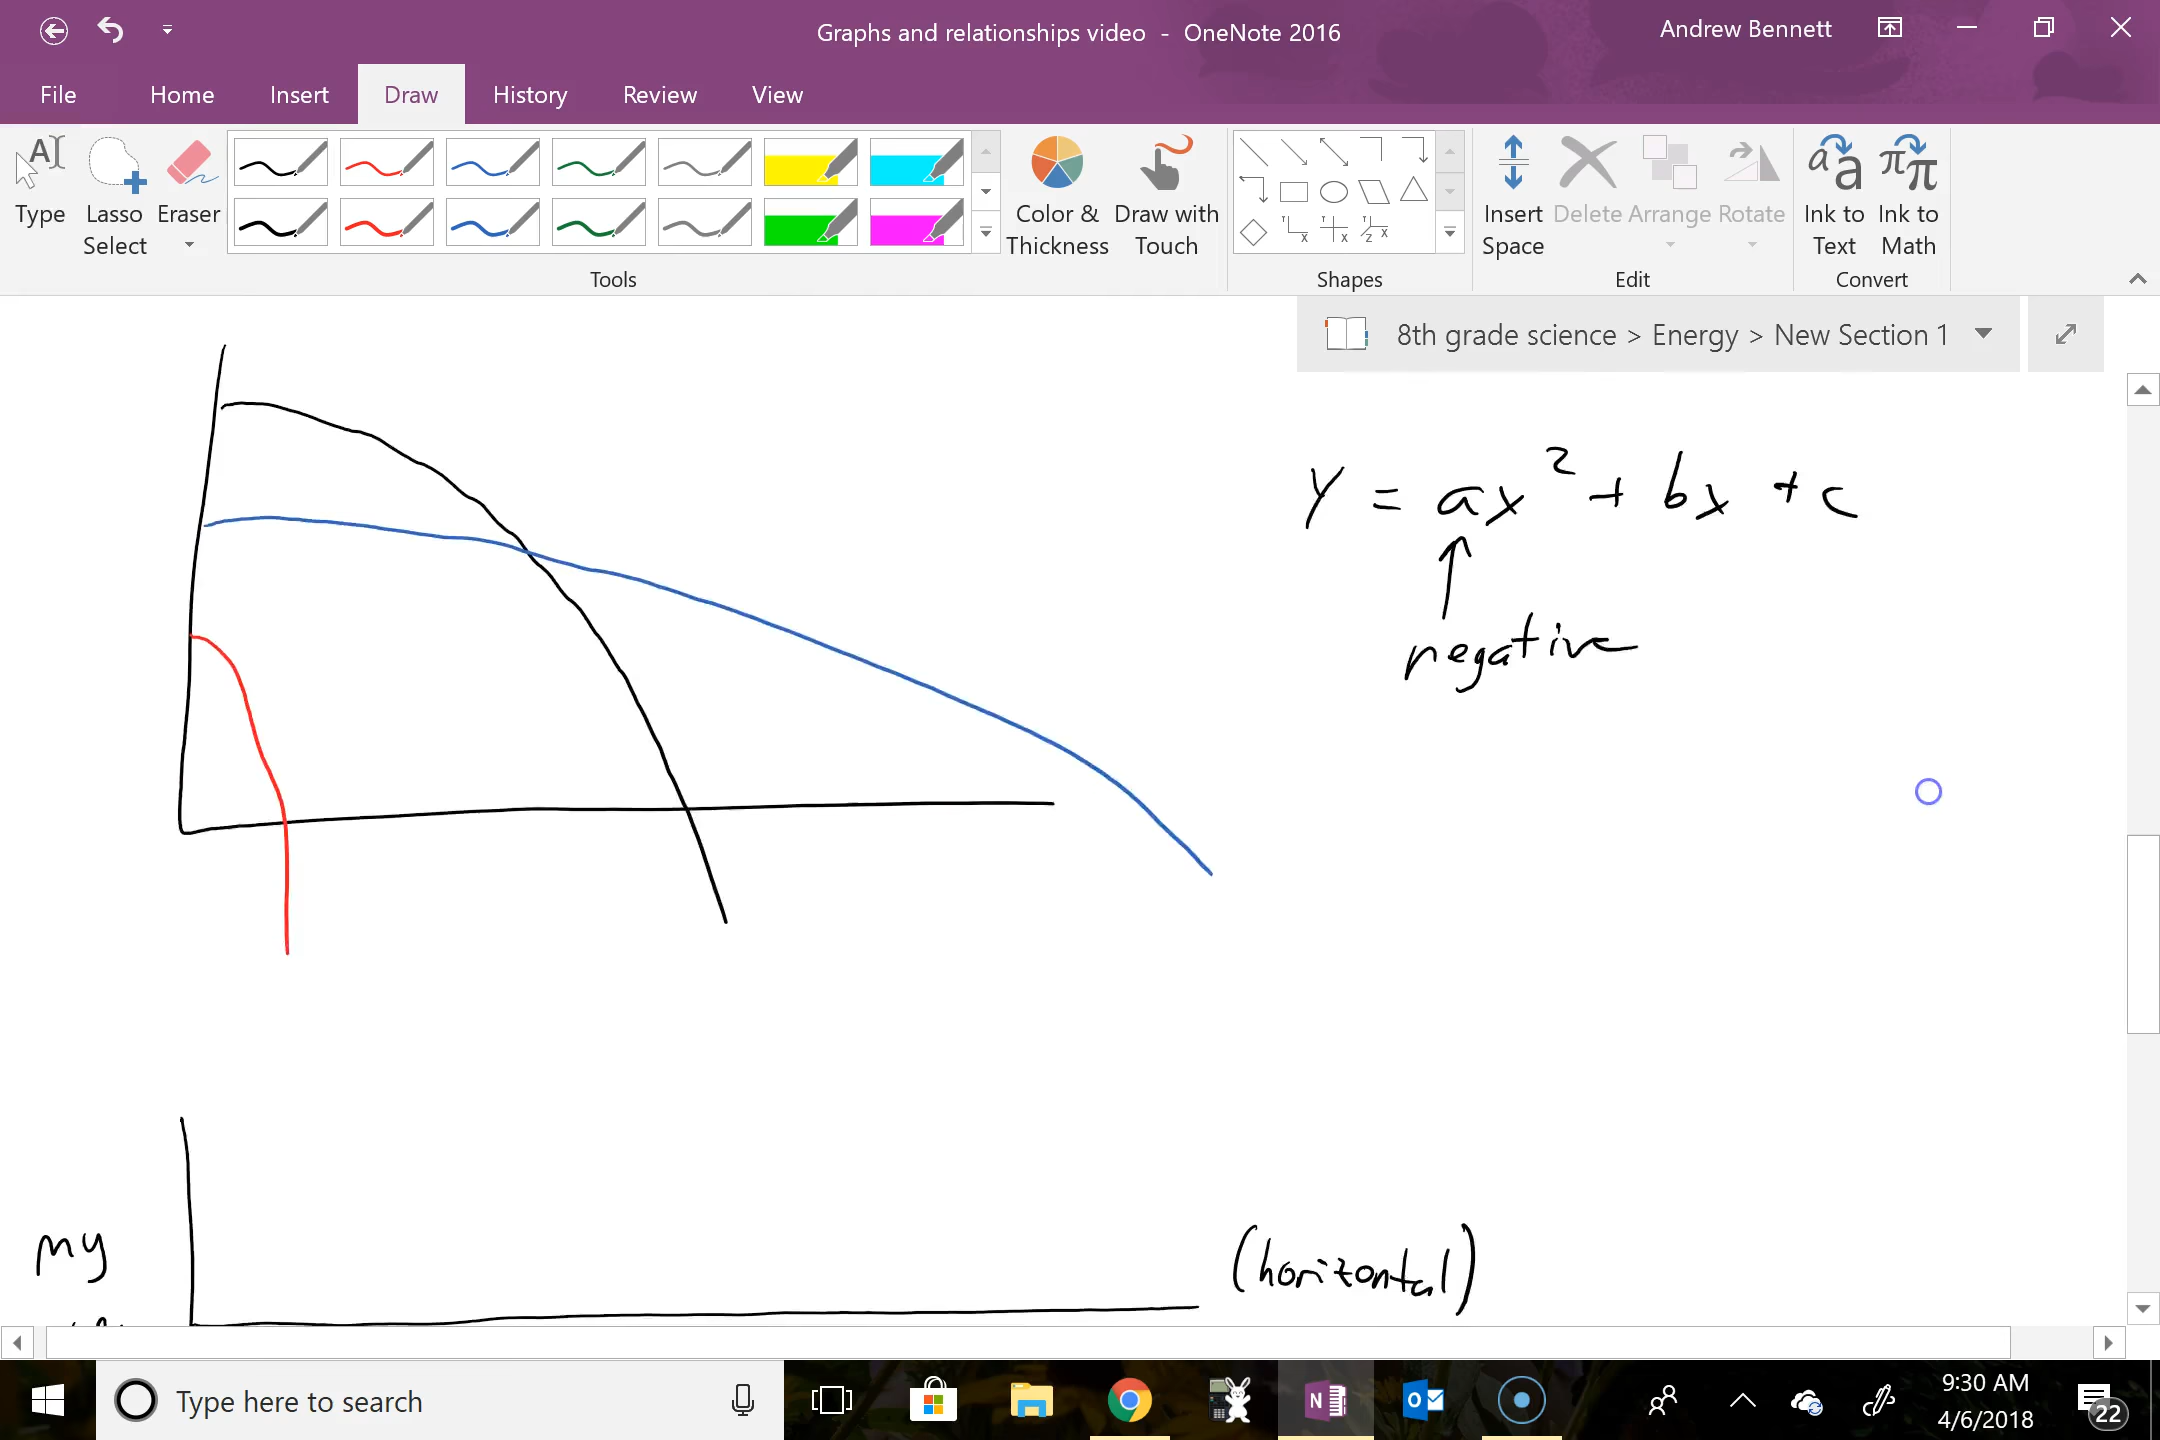 Graphs and relationships video - OneNote 2016
Andrew Bennett
File Home Insert Draw History Review View
Type
Lasso Select
Eraser
Color & Thickness
Draw with Touch
Insert Space
Delete
Arrange
Rotate
Ink to Text
Ink to Math
Tools
Shapes
Edit
Convert
8th grade science > Energy > New Section 1
y = ax² + bx + c
negative
my
(horizontal)
Type here to search
9:30 AM
4/6/2018
22